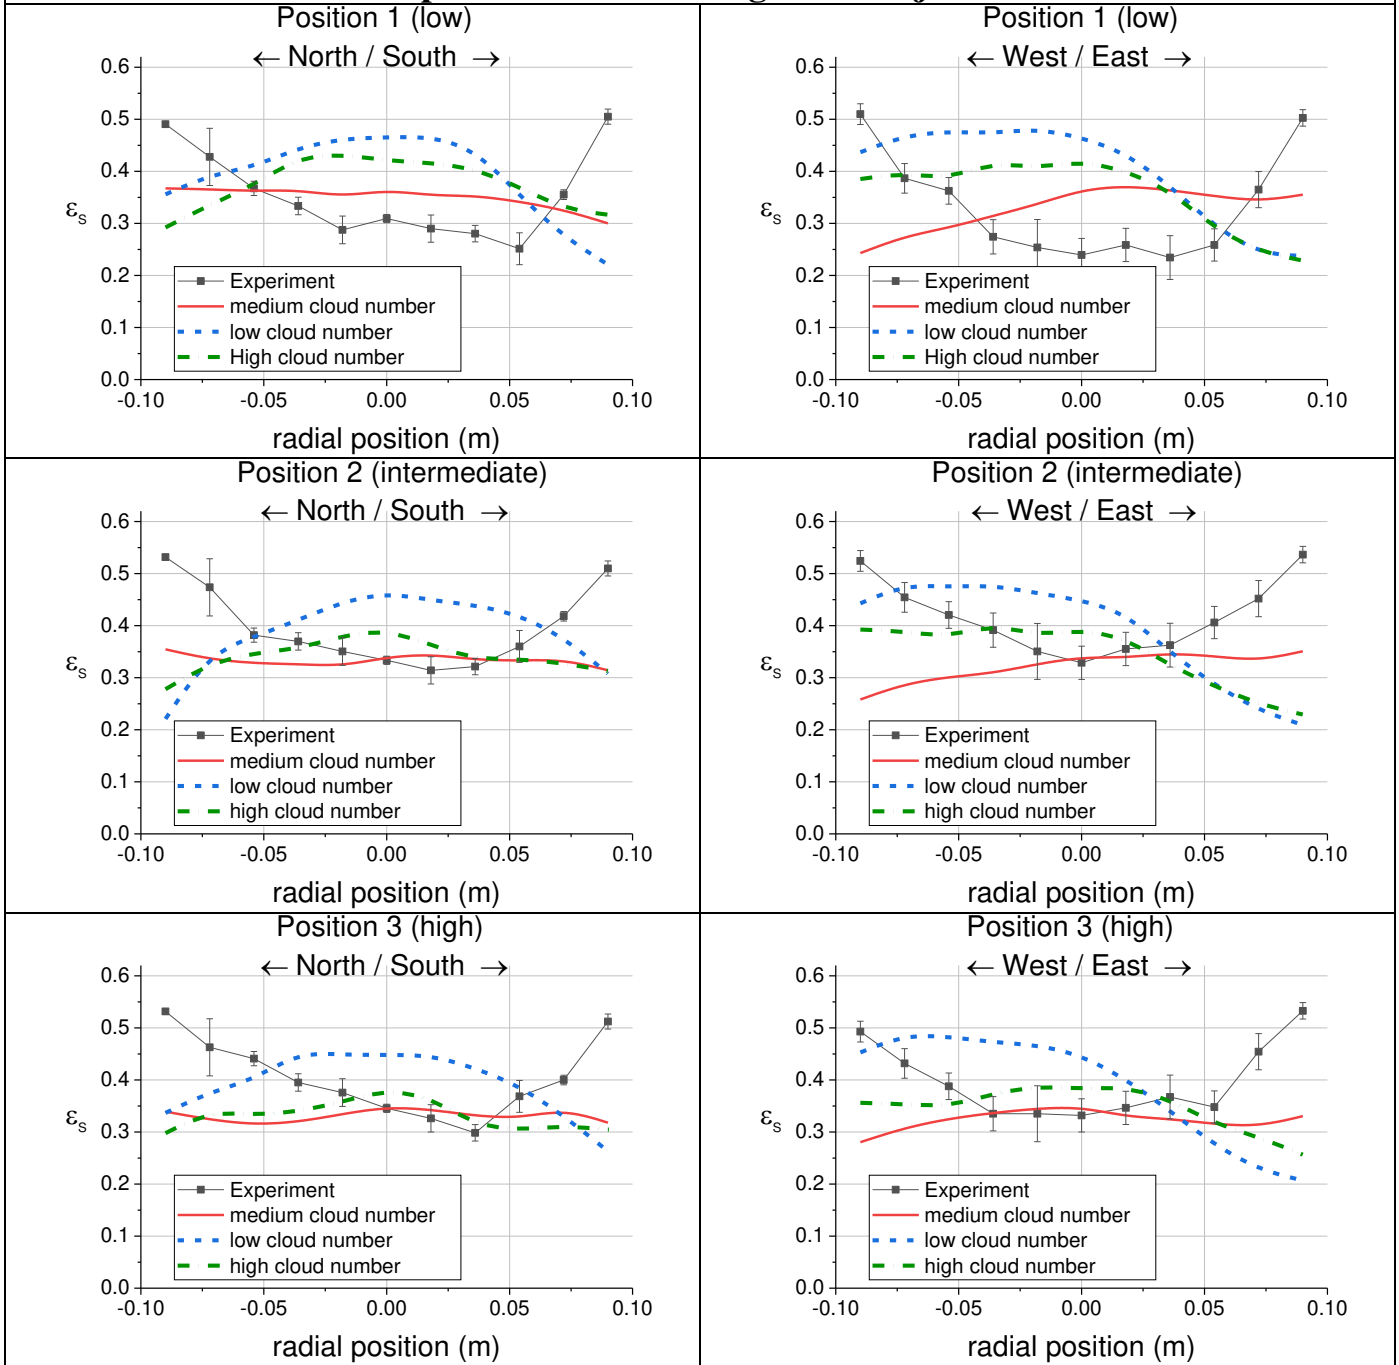 Position 1 (low)
← North / South →
0.6
0.5
0.4
0.3
0.2
0.1
0.0
εS
Experiment
medium cloud number
low cloud number
High cloud number
-0.10 -0.05 0.00 0.05 0.10
radial position (m)
Position 1 (low)
← West / East →
0.6
0.5
0.4
0.3
0.2
0.1
0.0
εS
Experiment
medium cloud number
low cloud number
High cloud number
-0.10 -0.05 0.00 0.05 0.10
radial position (m)
Position 2 (intermediate)
← North / South →
0.6
0.5
0.4
0.3
0.2
0.1
0.0
εS
Experiment
medium cloud number
low cloud number
high cloud number
-0.10 -0.05 0.00 0.05 0.10
radial position (m)
Position 2 (intermediate)
← West / East →
0.6
0.5
0.4
0.3
0.2
0.1
0.0
εS
Experiment
medium cloud number
low cloud number
high cloud number
-0.10 -0.05 0.00 0.05 0.10
radial position (m)
Position 3 (high)
← North / South →
0.6
0.5
0.4
0.3
0.2
0.1
0.0
εS
Experiment
medium cloud number
low cloud number
high cloud number
-0.10 -0.05 0.00 0.05 0.10
radial position (m)
Position 3 (high)
← West / East →
0.6
0.5
0.4
0.3
0.2
0.1
0.0
εS
Experiment
medium cloud number
low cloud number
high cloud number
-0.10 -0.05 0.00 0.05 0.10
radial position (m)